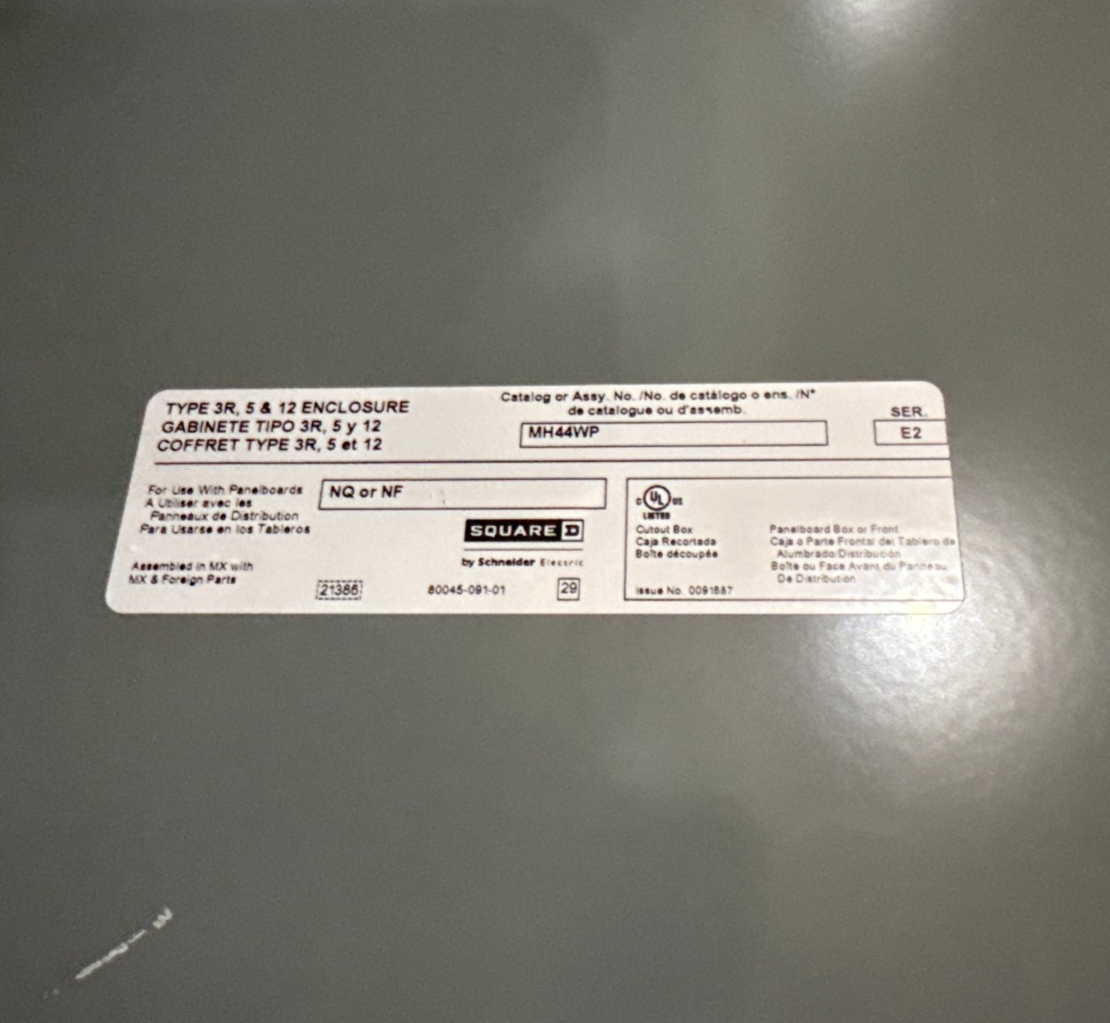 TYPE 3R, 5 & 12 ENCLOSURE
GABINETE TIPO 3R, 5 y 12
COFFRET TYPE 3R, 5 et 12
Catalog or Assy. No. /No. de catálogo o ens. /N°
de catalogue ou d'assemb.
MH44WP
SER.
E2
For Use With Panelboards
A Utiliser avec les
Panneaux de Distribution
Para Usarse en los Tableros
NQ or NF
SQUARE D
by Schneider Electric
Assembled in MX with
MX & Foreign Parts
21386
80045-091-01
29
C UL US
LISTED
Cutout Box
Caja Recortada
Boîte découpée
Issue No. 0091887
Panelboard Box or Front
Caja o Parte Frontal del Tablero de
Alumbrado/Distribución
Boîte ou Face Avant du Panneau
De Distribution